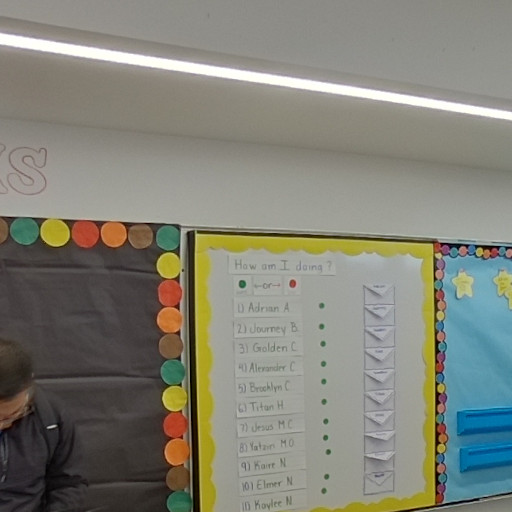 KS
How am I doing?
←or→
1) Adrian A.
2) Journey B.
3) Golden C.
4) Alexander C.
5) Brooklyn C.
6) Titan H.
7) Jesus M.C.
8) Yatzin M.O.
9) Kaire N.
10) Elmer N.
11) Kaylee N.